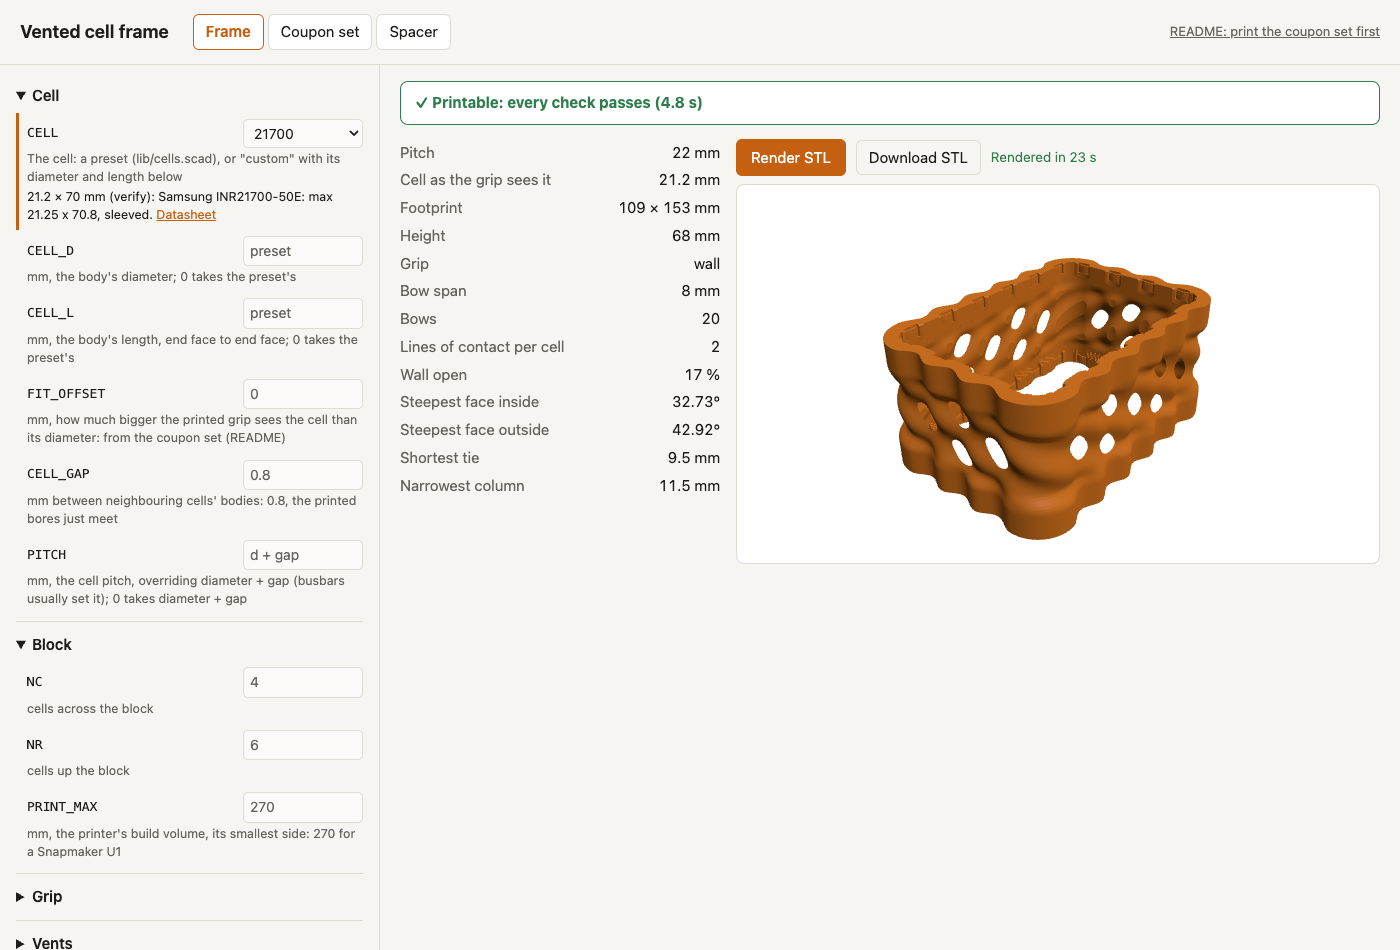 Vented cell frame
Frame
Coupon set
Spacer
README: print the coupon set first
▼ Cell
CELL
21700
The cell: a preset (lib/cells.scad), or "custom" with its
diameter and length below
21.2 × 70 mm (verify): Samsung INR21700-50E: max
21.25 x 70.8, sleeved. Datasheet
CELL_D
preset
mm, the body's diameter; 0 takes the preset's
CELL_L
preset
mm, the body's length, end face to end face; 0 takes the
preset's
FIT_OFFSET
0
mm, how much bigger the printed grip sees the cell than
its diameter: from the coupon set (README)
CELL_GAP
0.8
mm between neighbouring cells' bodies: 0.8, the printed
bores just meet
PITCH
d + gap
mm, the cell pitch, overriding diameter + gap (busbars
usually set it); 0 takes diameter + gap
▼ Block
NC
4
cells across the block
NR
6
cells up the block
PRINT_MAX
270
mm, the printer's build volume, its smallest side: 270 for
a Snapmaker U1
▶ Grip
▶ Vents
✓ Printable: every check passes (4.8 s)
Pitch 22 mm
Cell as the grip sees it 21.2 mm
Footprint 109 × 153 mm
Height 68 mm
Grip wall
Bow span 8 mm
Bows 20
Lines of contact per cell 2
Wall open 17 %
Steepest face inside 32.73°
Steepest face outside 42.92°
Shortest tie 9.5 mm
Narrowest column 11.5 mm
Render STL
Download STL
Rendered in 23 s